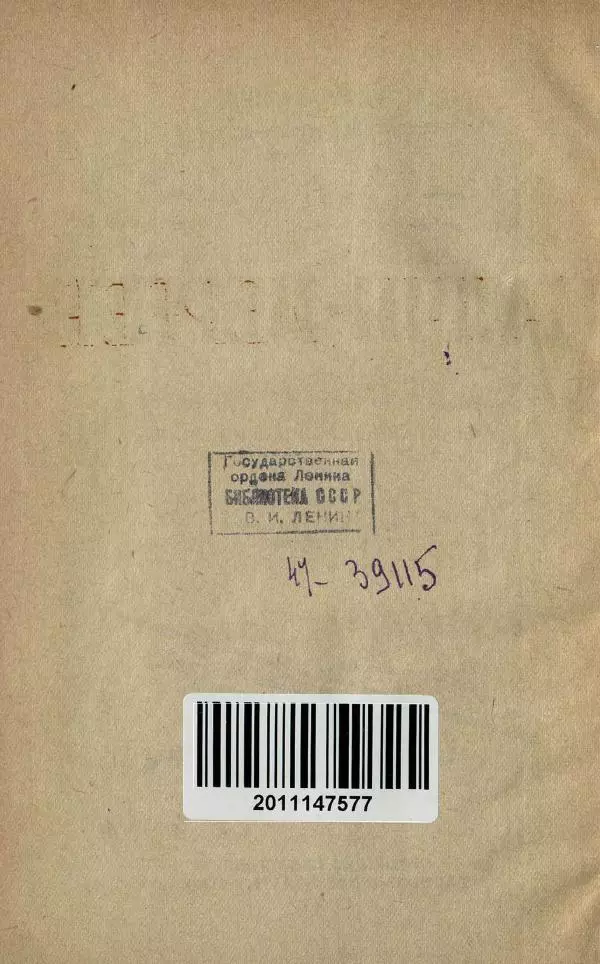 Государственная
ордена Ленина
БИБЛИОТЕКА СССР
В. И. ЛЕНИН
47-39115
2011147577